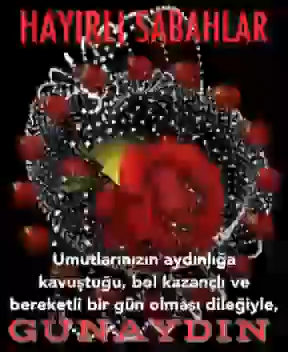 HAYIRLI SABAHLAR
Umutlarınızın aydınlığa
kavuştuğu, bol kazançlı ve
bereketli bir gün olması dileğiyle,
GÜNAYDIN